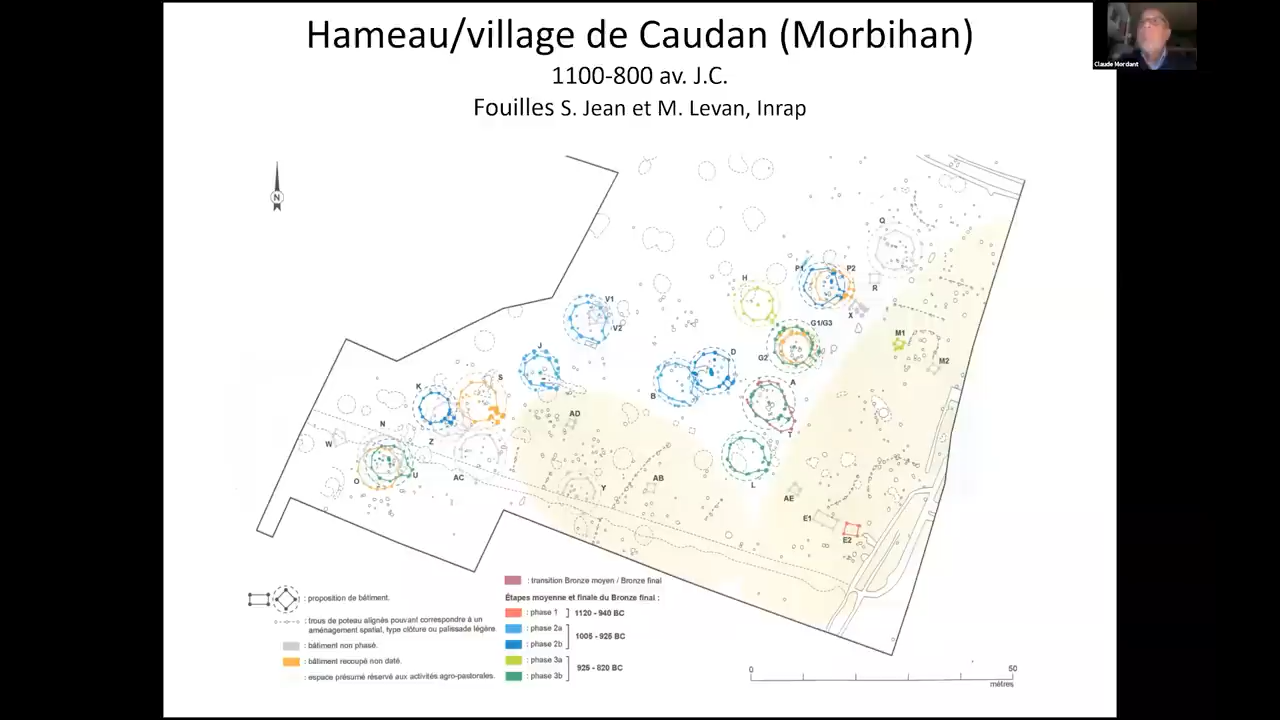 Hameau/village de Caudan (Morbihan)
1100-800 av. J.C.
Fouilles S. Jean et M. Levan, Inrap
Claude Mordant
N
Q
P1
P2
H
R
X
V1
V2
G1/G3
G2
M1
M2
J
D
K
S
B
A
AD
T
N
Z
W
O
U
AC
L
Y
AB
AE
E1
E2
: proposition de bâtiment.
: trous de poteau alignés pouvant correspondre à un
aménagement spatial, type clôture ou palissade légère.
: bâtiment non phasé.
: bâtiment recoupé non daté.
: espace présumé réservé aux activités agro-pastorales.
: transition Bronze moyen / Bronze final
Étapes moyenne et finale du Bronze final :
: phase 1 1120 - 940 BC
: phase 2a
1005 - 925 BC
: phase 2b
: phase 3a
925 - 820 BC
: phase 3b
0 50
mètres